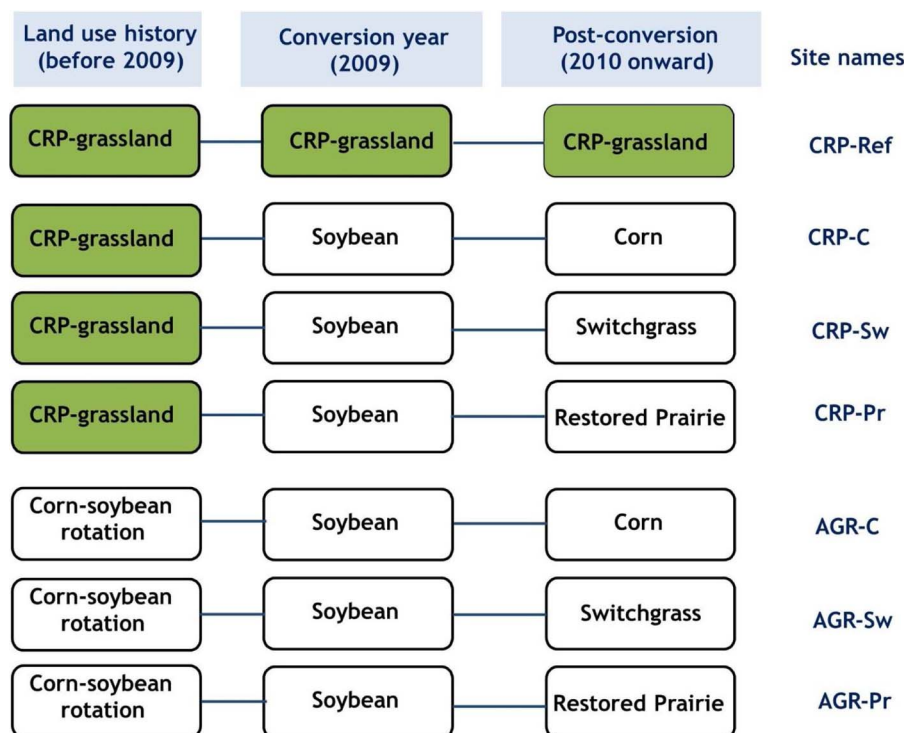 Land use history
(before 2009)
Conversion year
(2009)
Post-conversion
(2010 onward)
Site names
CRP-grassland
CRP-grassland
CRP-grassland
CRP-Ref
CRP-grassland
Soybean
Corn
CRP-C
CRP-grassland
Soybean
Switchgrass
CRP-Sw
CRP-grassland
Soybean
Restored Prairie
CRP-Pr
Corn-soybean
rotation
Soybean
Corn
AGR-C
Corn-soybean
rotation
Soybean
Switchgrass
AGR-Sw
Corn-soybean
rotation
Soybean
Restored Prairie
AGR-Pr